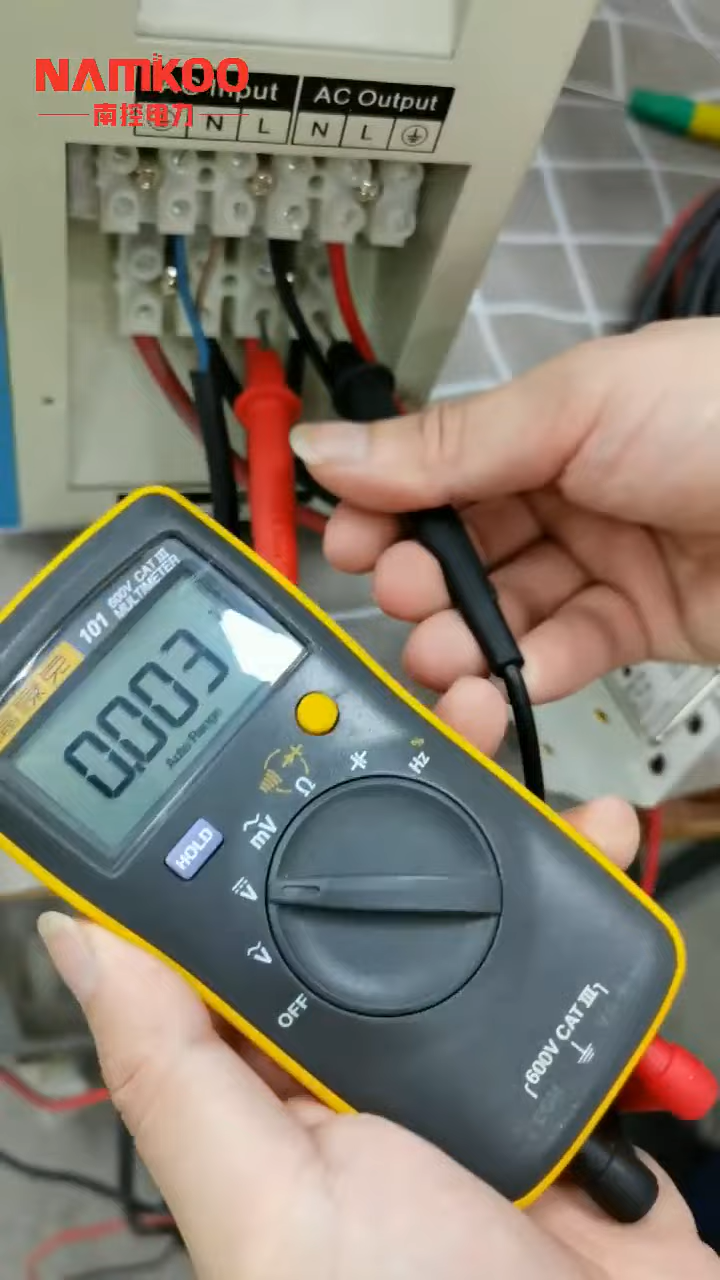 NAMKOO
南控电力
AC Input
AC Output
N
L
N
L
101
600V CAT III
MULTIMETER
0.003
Auto Range
Hz
%
Ω
mV
HOLD
V
V
OFF
600V CAT III